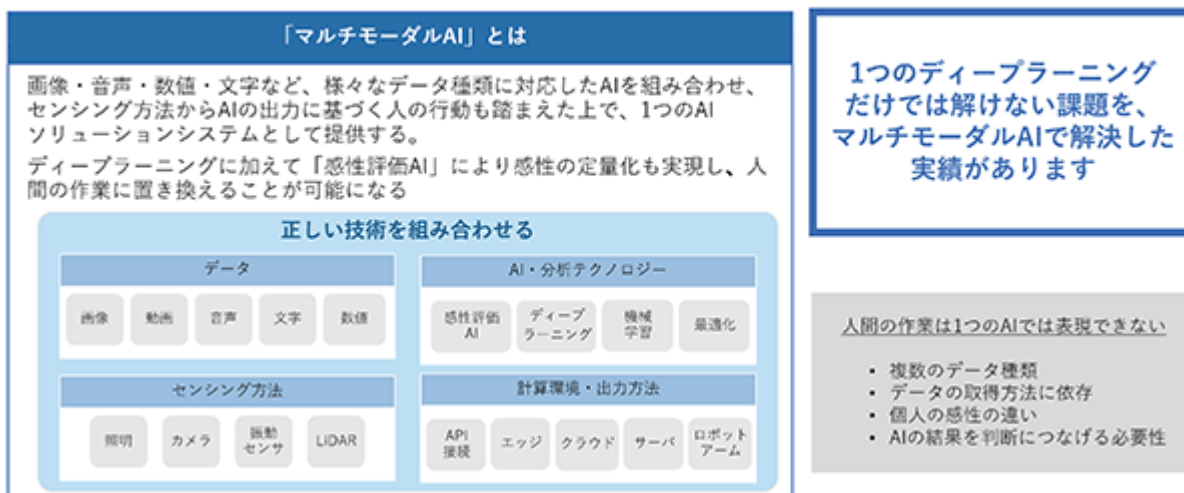 「マルチモーダルAI」とは
画像・音声・数値・文字など、様々なデータ種類に対応したAIを組み合わせ、
センシング方法からAIの出力に基づく人の行動も踏まえた上で、1つのAI
ソリューションシステムとして提供する。
ディープラーニングに加えて「感性評価AI」により感性の定量化も実現し、人
間の作業に置き換えることが可能になる
正しい技術を組み合わせる
データ
画像
動画
音声
文字
数値
AI・分析テクノロジー
感性評価
AI
ディープ
ラーニング
機械
学習
最適化
センシング方法
照明
カメラ
振動
センサ
LiDAR
計算環境・出力方法
API
接続
エッジ
クラウド
サーバ
ロボット
アーム
1つのディープラーニング
だけでは解けない課題を、
マルチモーダルAIで解決した
実績があります
人間の作業は1つのAIでは表現できない
• 複数のデータ種類
• データの取得方法に依存
• 個人の感性の違い
• AIの結果を判断につなげる必要性